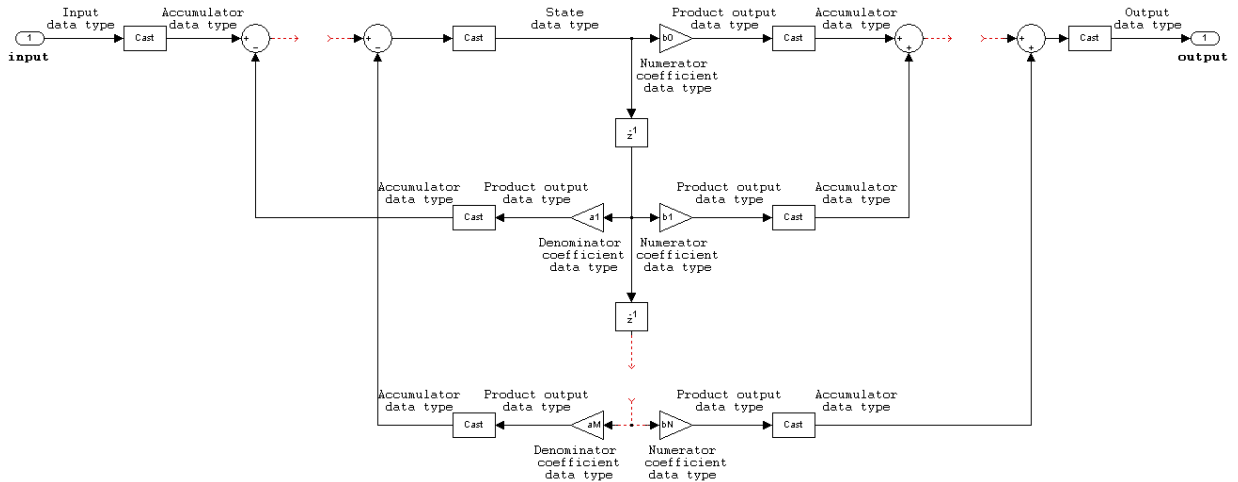 Input
data type
Accumulator
data type
State
data type
Product output
data type
Accumulator
data type
Output
data type
1
Cast
+
−
+
−
Cast
b0
Cast
+
+
+
+
Cast
1
input
output
Numerator
coefficient
data type
z-1
Accumulator
data type
Product output
data type
Product output
data type
Accumulator
data type
Cast
a1
b1
Cast
Denominator
coefficient
data type
Numerator
coefficient
data type
z-1
Accumulator
data type
Product output
data type
Product output
data type
Accumulator
data type
Cast
aM
bN
Cast
Denominator
coefficient
data type
Numerator
coefficient
data type